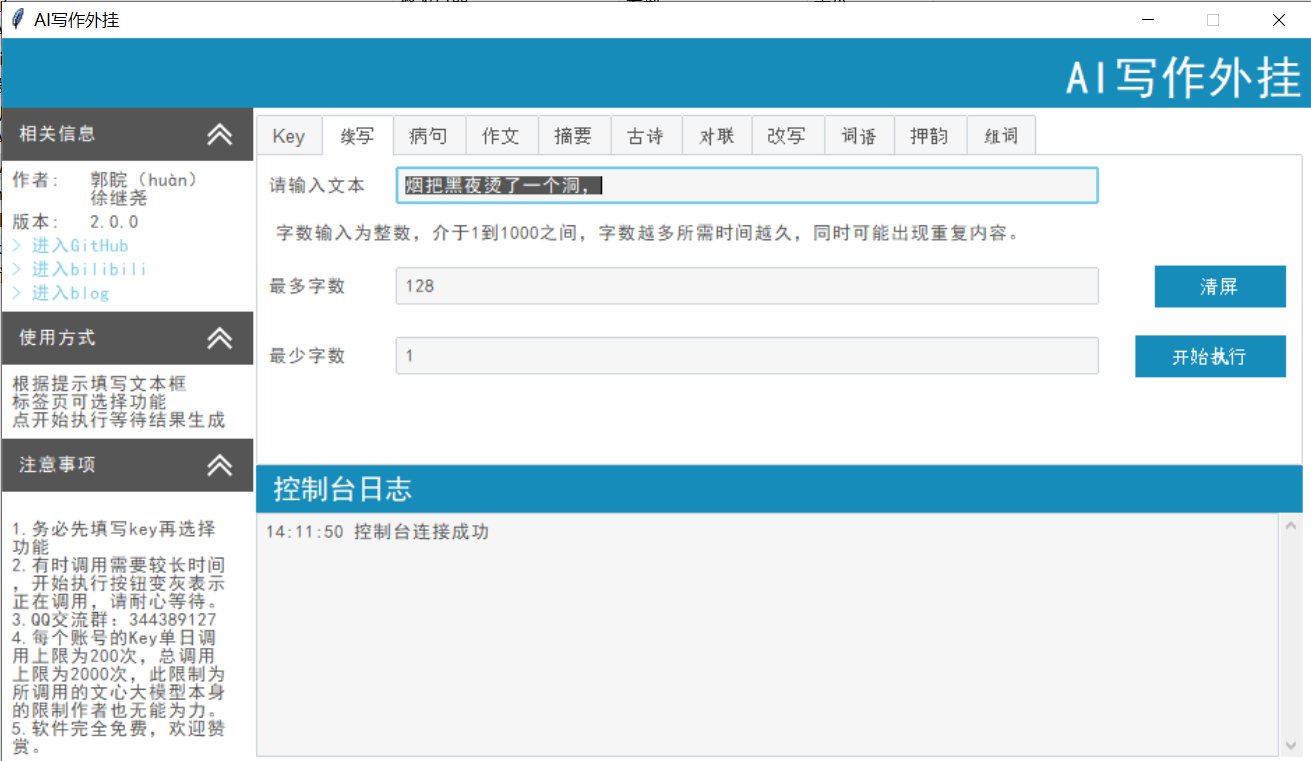 AI写作外挂
AI写作外挂
相关信息
作者: 郭睆（huàn）
徐继尧
版本: 2.0.0
> 进入GitHub
> 进入bilibili
> 进入blog
使用方式
根据提示填写文本框
标签页可选择功能
点开始执行等待结果生成
注意事项
1.务必先填写key再选择
功能
2.有时调用需要较长时间
，开始执行按钮变灰表示
正在调用，请耐心等待。
3.QQ交流群：344389127
4.每个账号的Key单日调
用上限为200次，总调用
上限为2000次，此限制为
所调用的文心大模型本身
的限制作者也无能为力。
5.软件完全免费，欢迎赞
赏。
Key 续写 病句 作文 摘要 古诗 对联 改写 词语 押韵 组词
请输入文本 烟把黑夜烫了一个洞，
字数输入为整数，介于1到1000之间，字数越多所需时间越久，同时可能出现重复内容。
最多字数 128 清屏
最少字数 1 开始执行
控制台日志
14:11:50 控制台连接成功